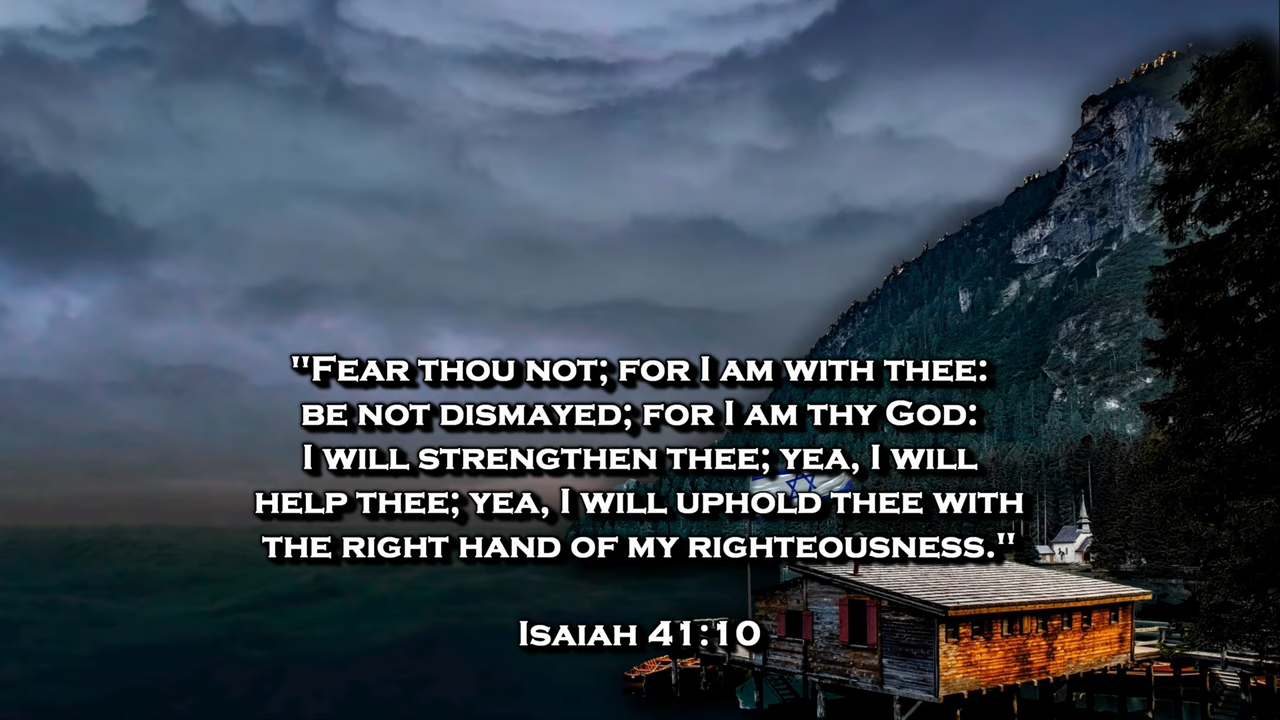 "Fear thou not; for I am with thee:
be not dismayed; for I am thy God:
I will strengthen thee; yea, I will
help thee; yea, I will uphold thee with
the right hand of my righteousness."
Isaiah 41:10